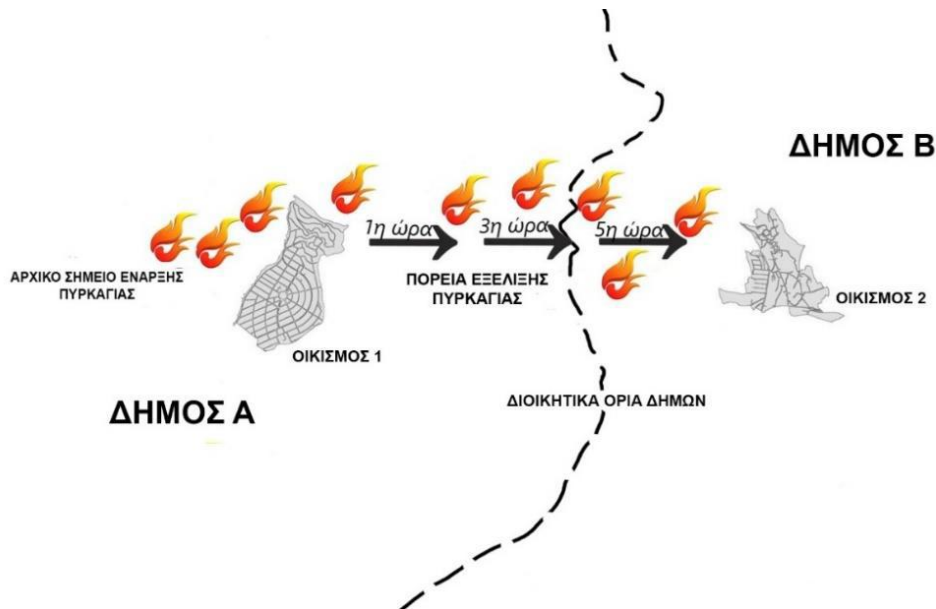 ΔΗΜΟΣ Β
1η ώρα
3η ώρα
5η ώρα
ΑΡΧΙΚΟ ΣΗΜΕΙΟ ΕΝΑΡΞΗΣ
ΠΥΡΚΑΓΙΑΣ
ΠΟΡΕΙΑ ΕΞΕΛΙΞΗΣ
ΠΥΡΚΑΓΙΑΣ
ΟΙΚΙΣΜΟΣ 2
ΟΙΚΙΣΜΟΣ 1
ΔΙΟΙΚΗΤΙΚΑ ΟΡΙΑ ΔΗΜΩΝ
ΔΗΜΟΣ Α